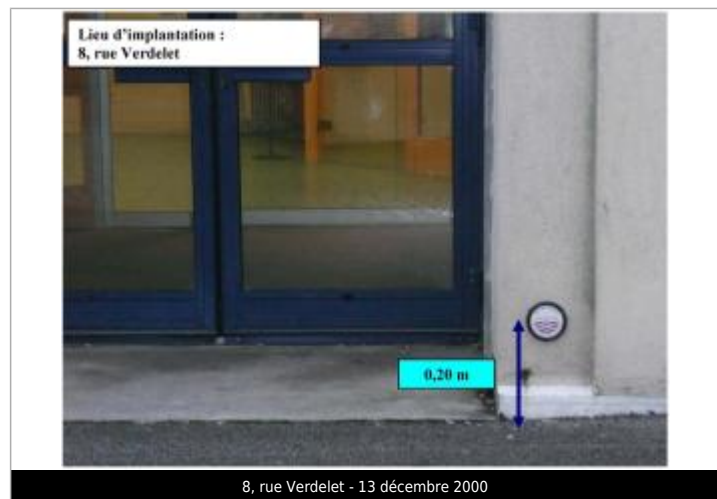 Lieu d'implantation :
8, rue Verdelet
0,20 m
8, rue Verdelet - 13 décembre 2000